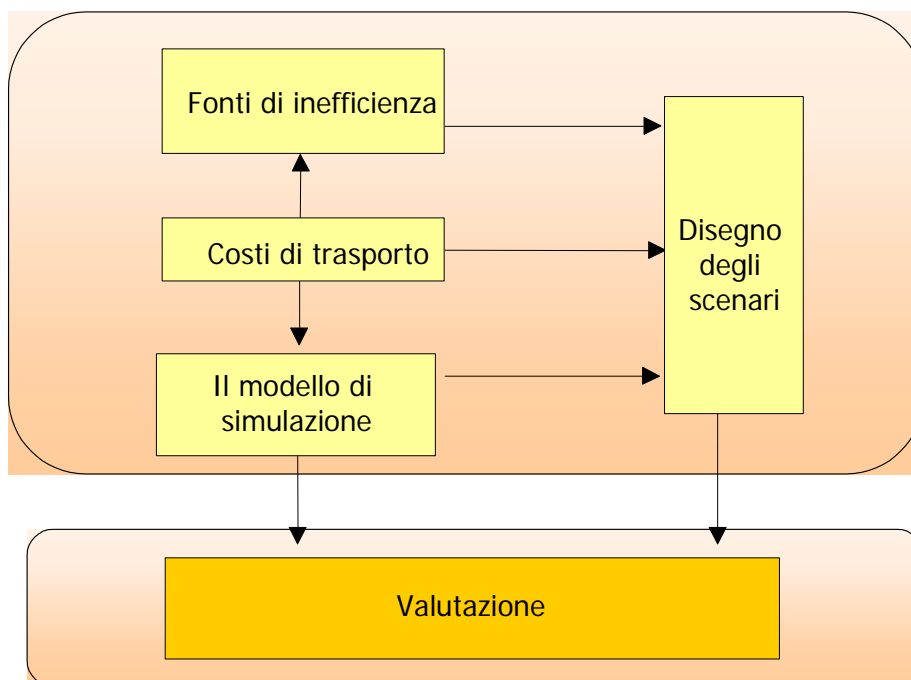 Fonti di inefficienza
Costi di trasporto
Disegno
degli
scenari
Il modello di
simulazione
Valutazione